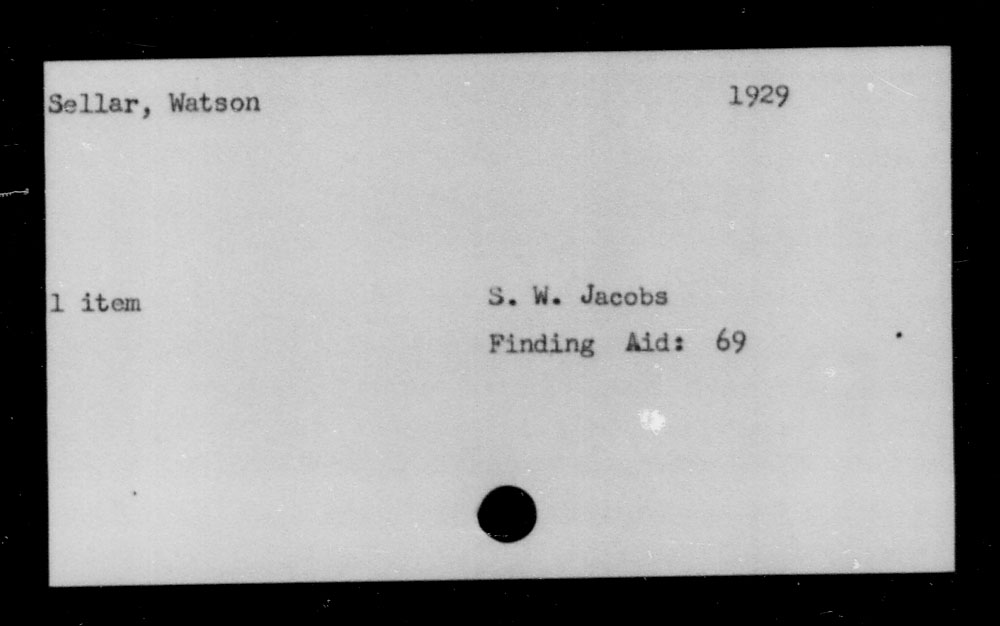 Sellar, Watson 1929
1 item S. W. Jacobs
Finding Aid: 69